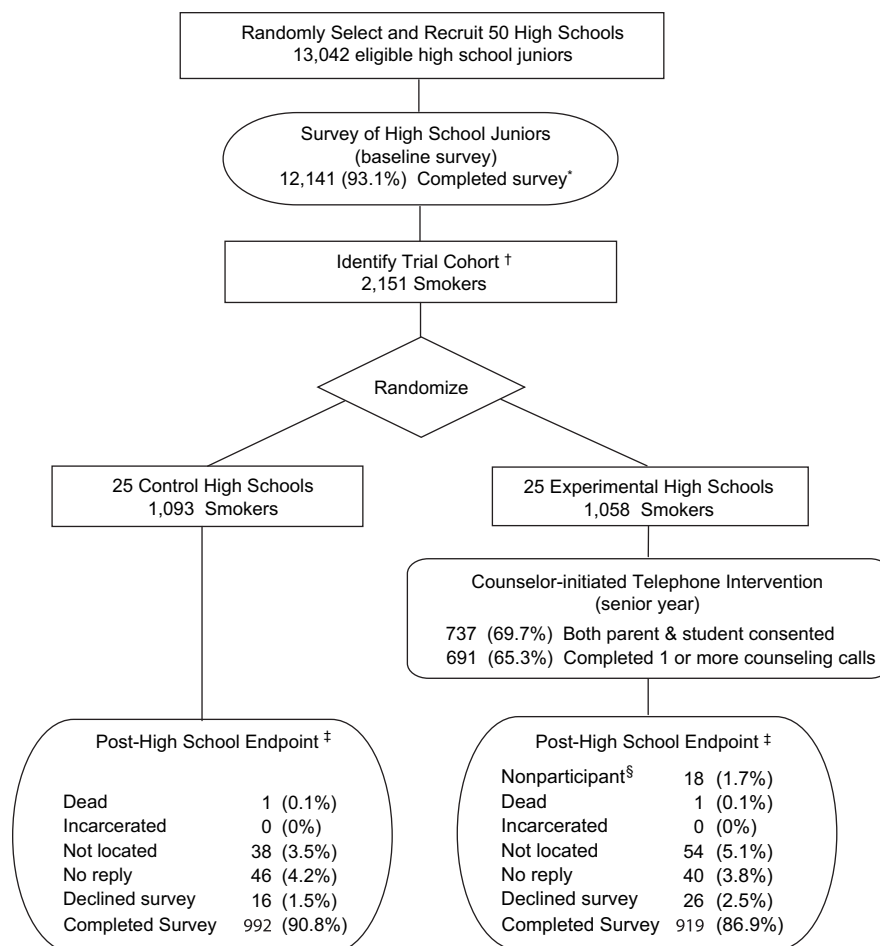 Randomly Select and Recruit 50 High Schools
13,042 eligible high school juniors
Survey of High School Juniors
(baseline survey)
12,141 (93.1%) Completed survey*
Identify Trial Cohort †
2,151 Smokers
Randomize
25 Control High Schools
1,093 Smokers
25 Experimental High Schools
1,058 Smokers
Counselor-initiated Telephone Intervention
(senior year)
737 (69.7%) Both parent & student consented
691 (65.3%) Completed 1 or more counseling calls
Post-High School Endpoint ‡
Dead 1 (0.1%)
Incarcerated 0 (0%)
Not located 38 (3.5%)
No reply 46 (4.2%)
Declined survey 16 (1.5%)
Completed Survey 992 (90.8%)
Post-High School Endpoint ‡
Nonparticipant§ 18 (1.7%)
Dead 1 (0.1%)
Incarcerated 0 (0%)
Not located 54 (5.1%)
No reply 40 (3.8%)
Declined survey 26 (2.5%)
Completed Survey 919 (86.9%)